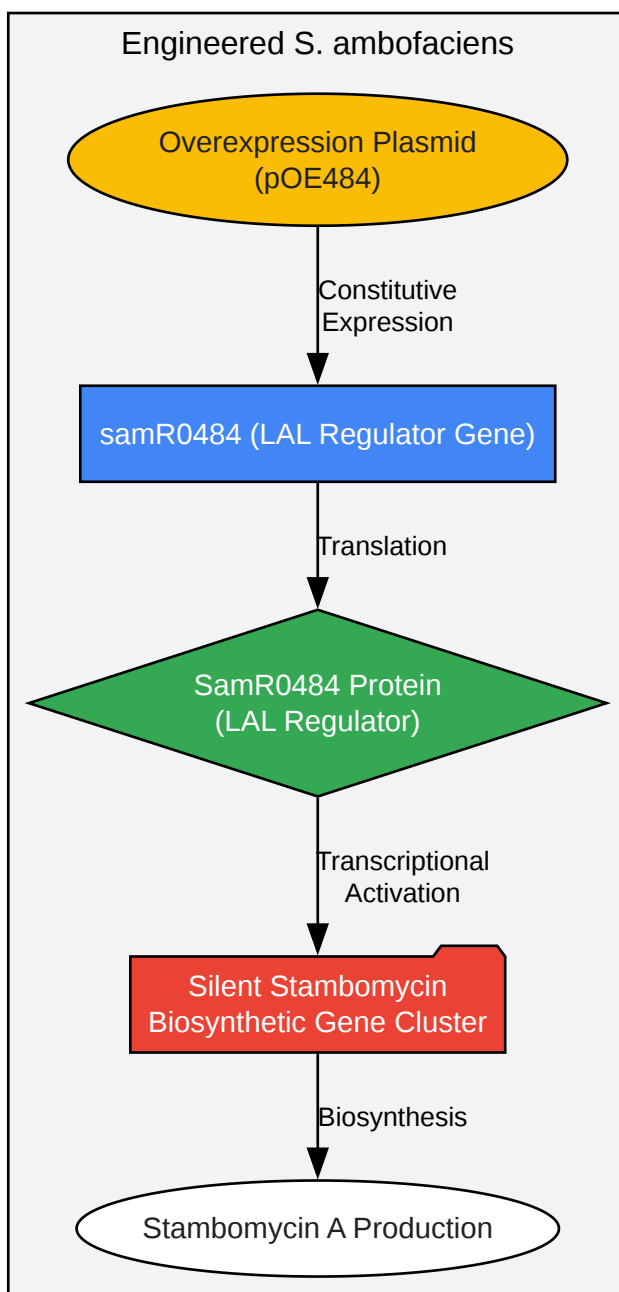 Engineered S. ambofaciens
Overexpression Plasmid
(pOE484)
Constitutive
Expression
samR0484 (LAL Regulator Gene)
Translation
SamR0484 Protein
(LAL Regulator)
Transcriptional
Activation
Silent Stambomycin
Biosynthetic Gene Cluster
Biosynthesis
Stambomycin A Production